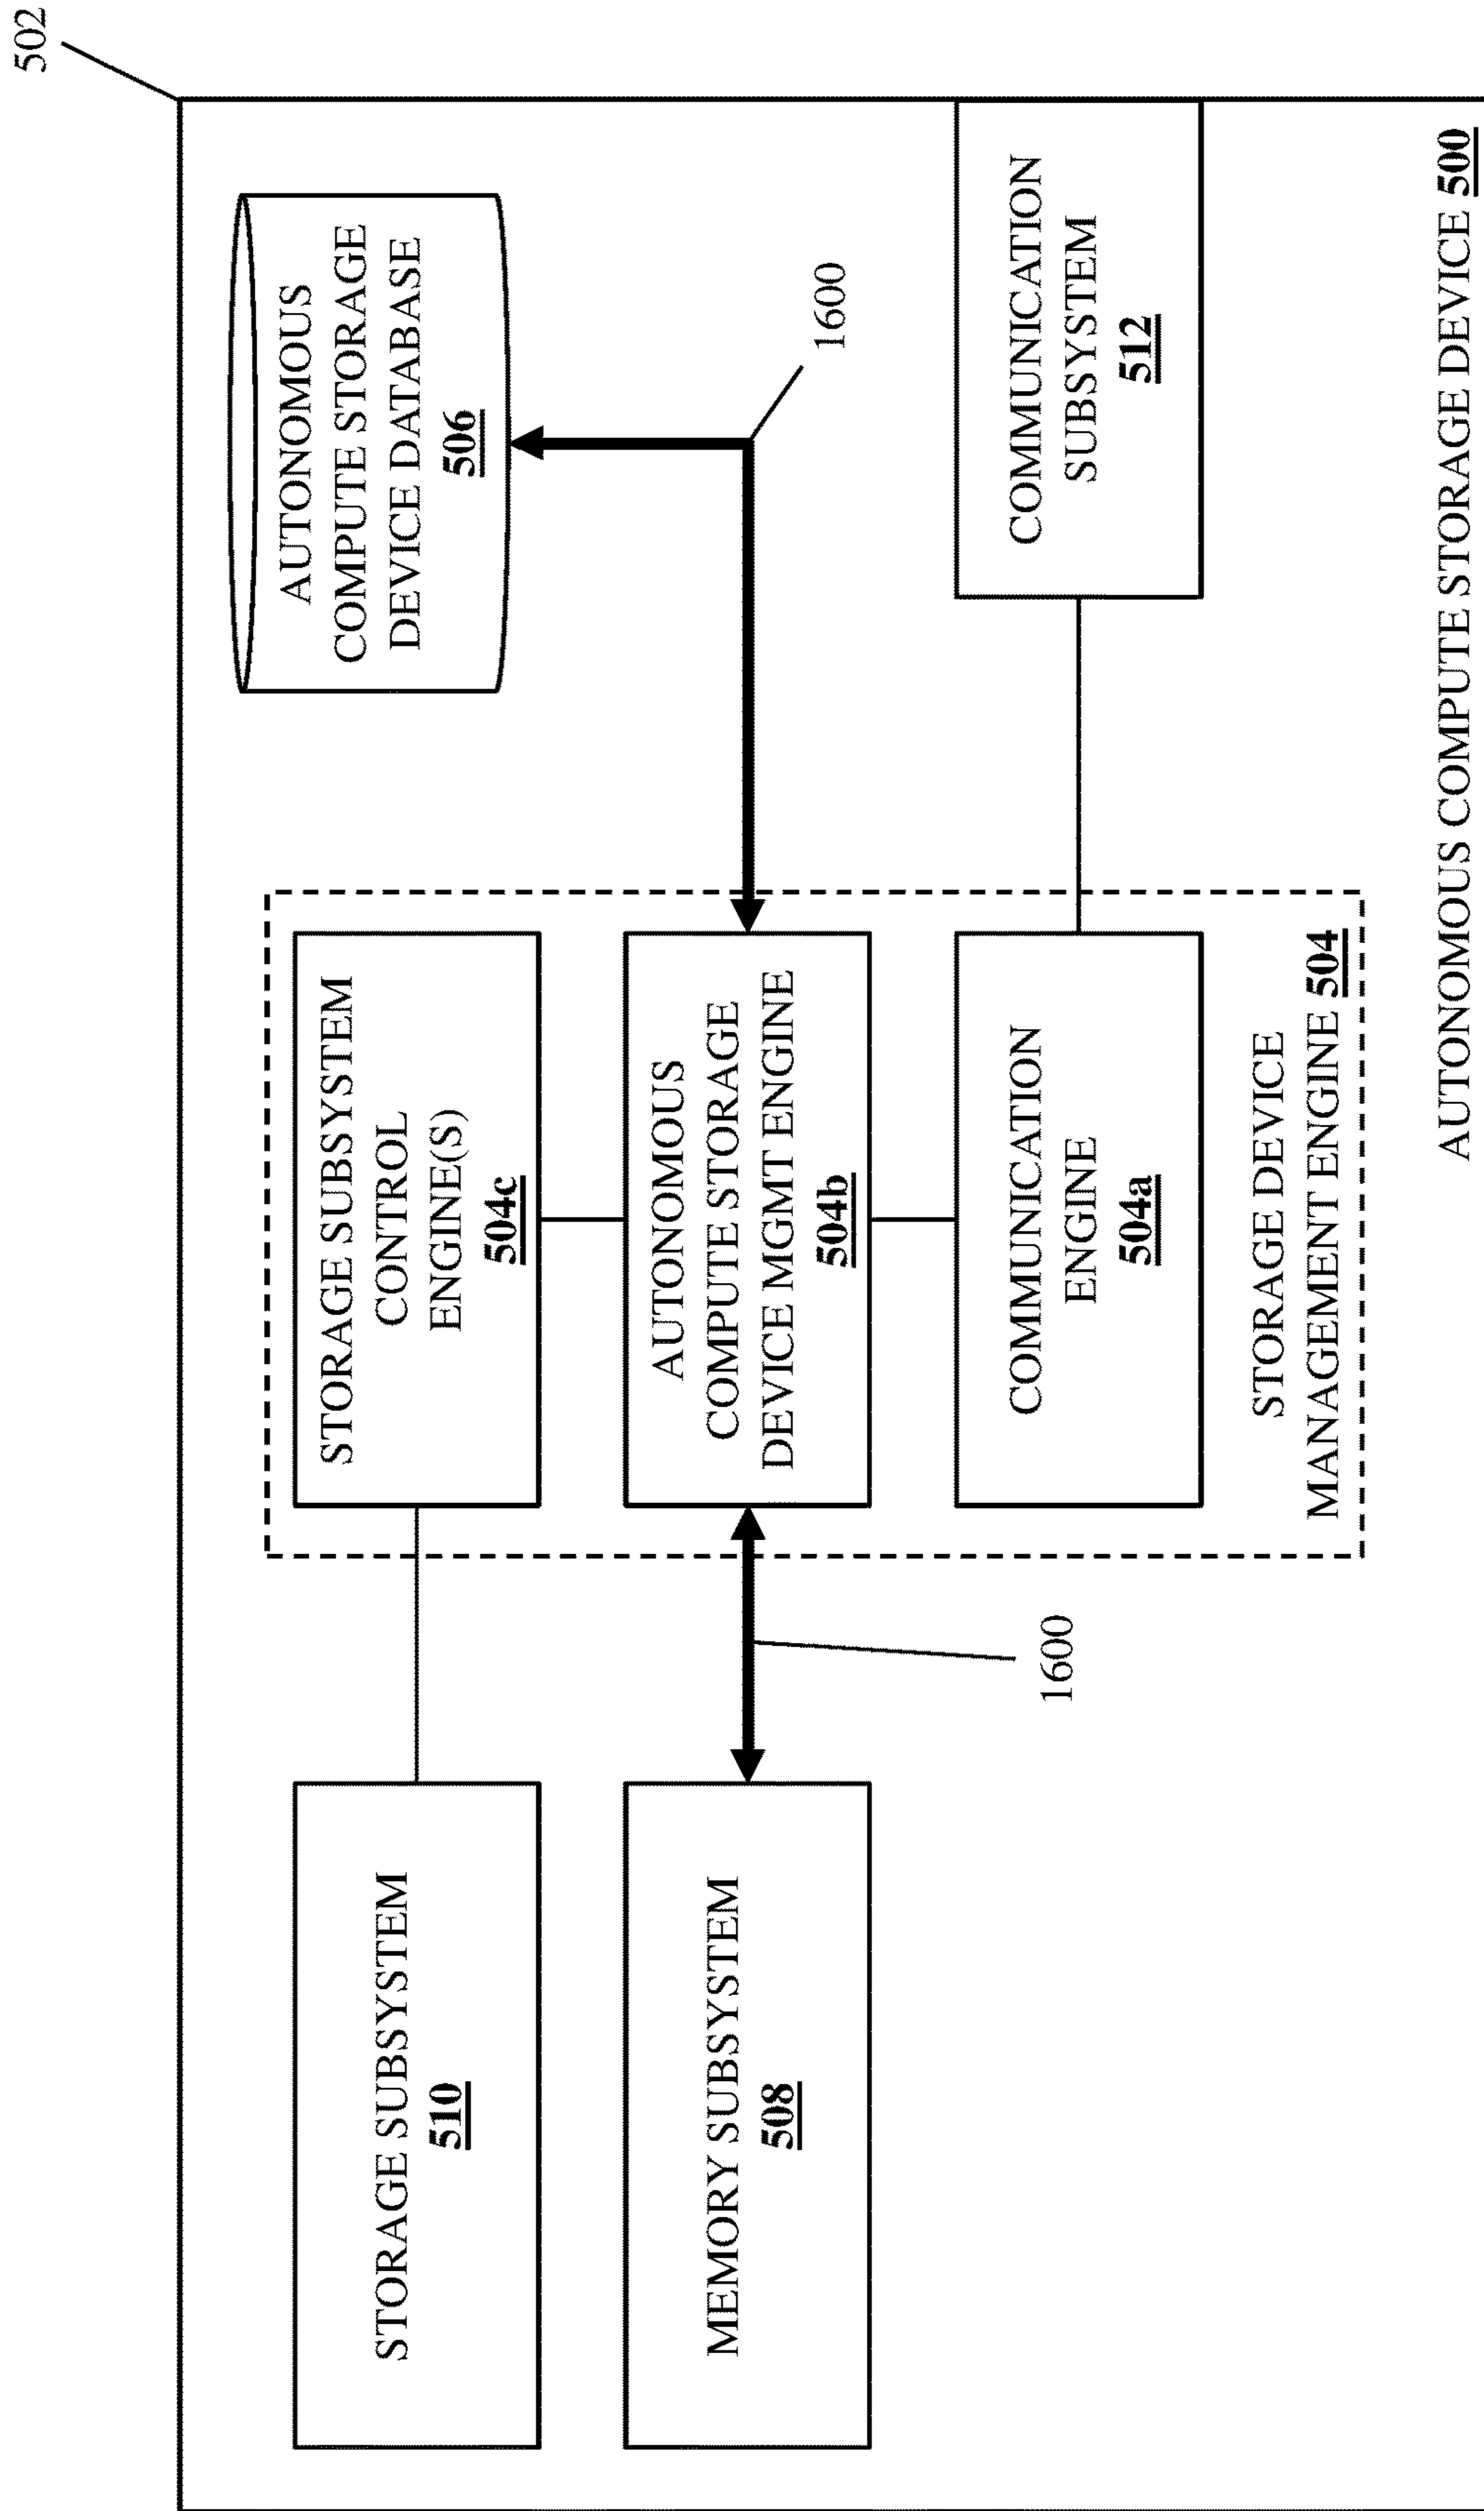 502
STORAGE SUBSYSTEM
510
STORAGE SUBSYSTEM
CONTROL
ENGINE(S)
504c
AUTONOMOUS
COMPUTE STORAGE
DEVICE DATABASE
506
MEMORY SUBSYSTEM
508
1600
AUTONOMOUS
COMPUTE STORAGE
DEVICE MGMT ENGINE
504b
1600
COMMUNICATION
ENGINE
504a
COMMUNICATION
SUBSYSTEM
512
STORAGE DEVICE
MANAGEMENT ENGINE 504
AUTONOMOUS COMPUTE STORAGE DEVICE 500